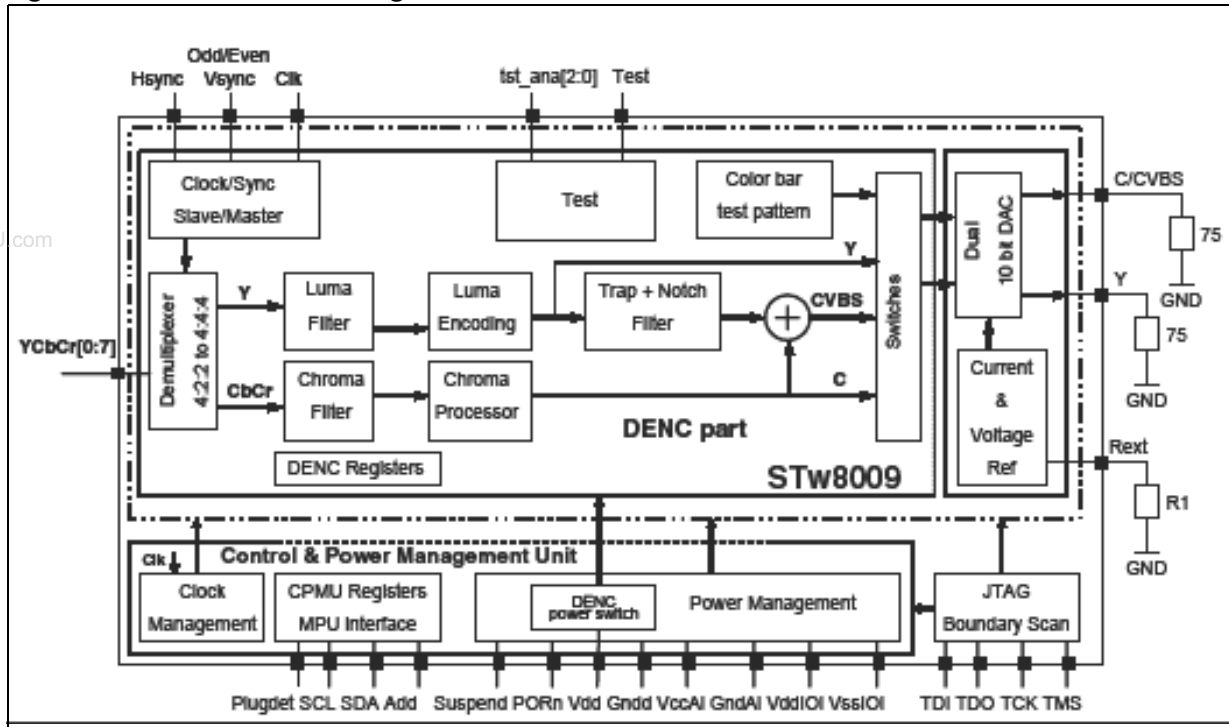 Odd/Even
Hsync Vsync Clk tst_ana[2:0] Test
Clock/Sync
Slave/Master
Test
Color bar
test pattern
Switches
Dual
10 bit DAC
C/CVBS
75
GND
Y
75
GND
YCbCr[0:7]
Demultiplexer
4:2:2 to 4:4:4
Y
Luma
Filter
Luma
Encoding
Y
Trap + Notch
Filter
CVBS
CbCr
Chroma
Filter
Chroma
Processor
C
DENC part
DENC Registers
STw8009
Current
&
Voltage
Ref
Rext
R1
GND
Control & Power Management Unit
Clk
Clock
Management
CPMU Registers
MPU Interface
DENC
power switch
Power Management
JTAG
Boundary Scan
Plugdet SCL SDA Add Suspend PORn Vdd Gndd VccAI GndAI VddIOI VssIOI TDI TDO TCK TMS
.com